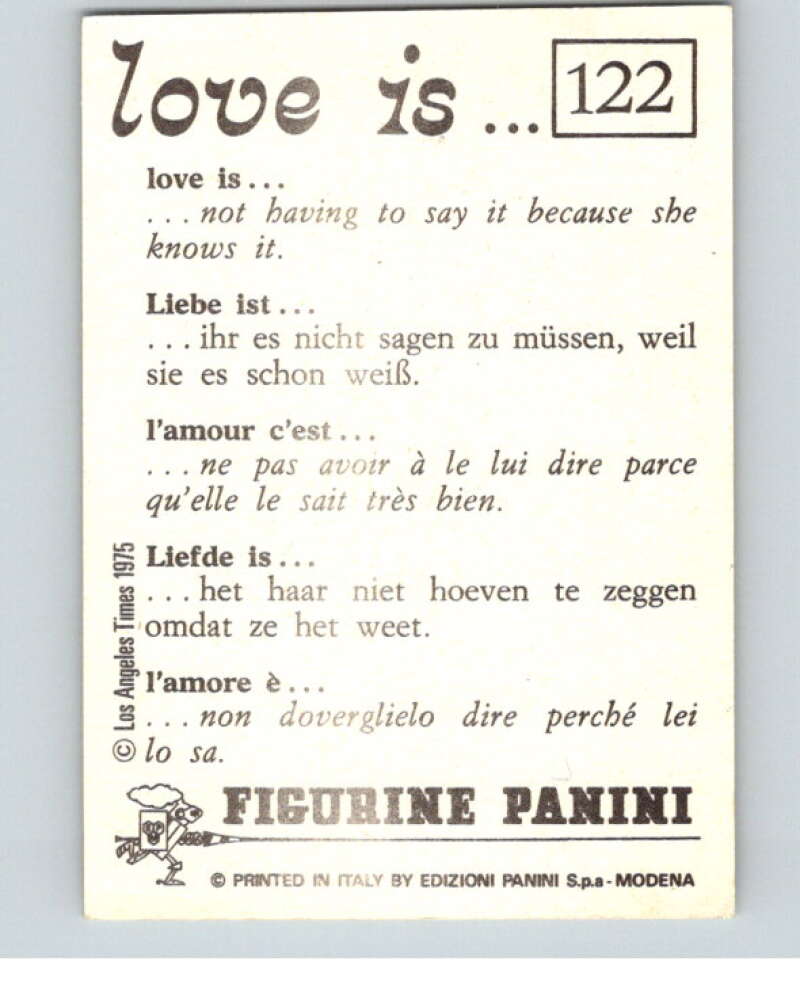 love is ... 122
love is...
...not having to say it because she
knows it.
Liebe ist...
...ihr es nicht sagen zu müssen, weil
sie es schon weiß.
l'amour c'est...
...ne pas avoir à le lui dire parce
qu'elle le sait très bien.
Liefde is...
...het haar niet hoeven te zeggen
omdat ze het weet.
l'amore è...
...non doverglielo dire perché lei
lo sa.
© Los Angeles Times 1975
FIGURINE PANINI
© PRINTED IN ITALY BY EDIZIONI PANINI S.p.a - MODENA